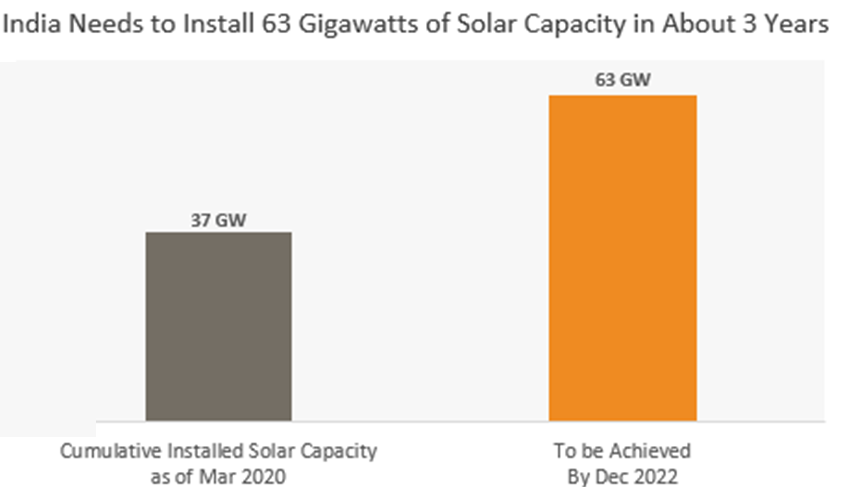 India Needs to Install 63 Gigawatts of Solar Capacity in About 3 Years
63 GW
37 GW
Cumulative Installed Solar Capacity
as of Mar 2020
To be Achieved
By Dec 2022